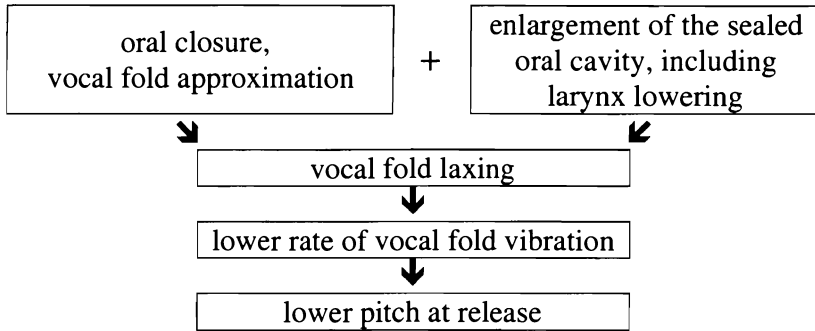 oral closure,
vocal fold approximation
+
enlargement of the sealed
oral cavity, including
larynx lowering
vocal fold laxing
lower rate of vocal fold vibration
lower pitch at release